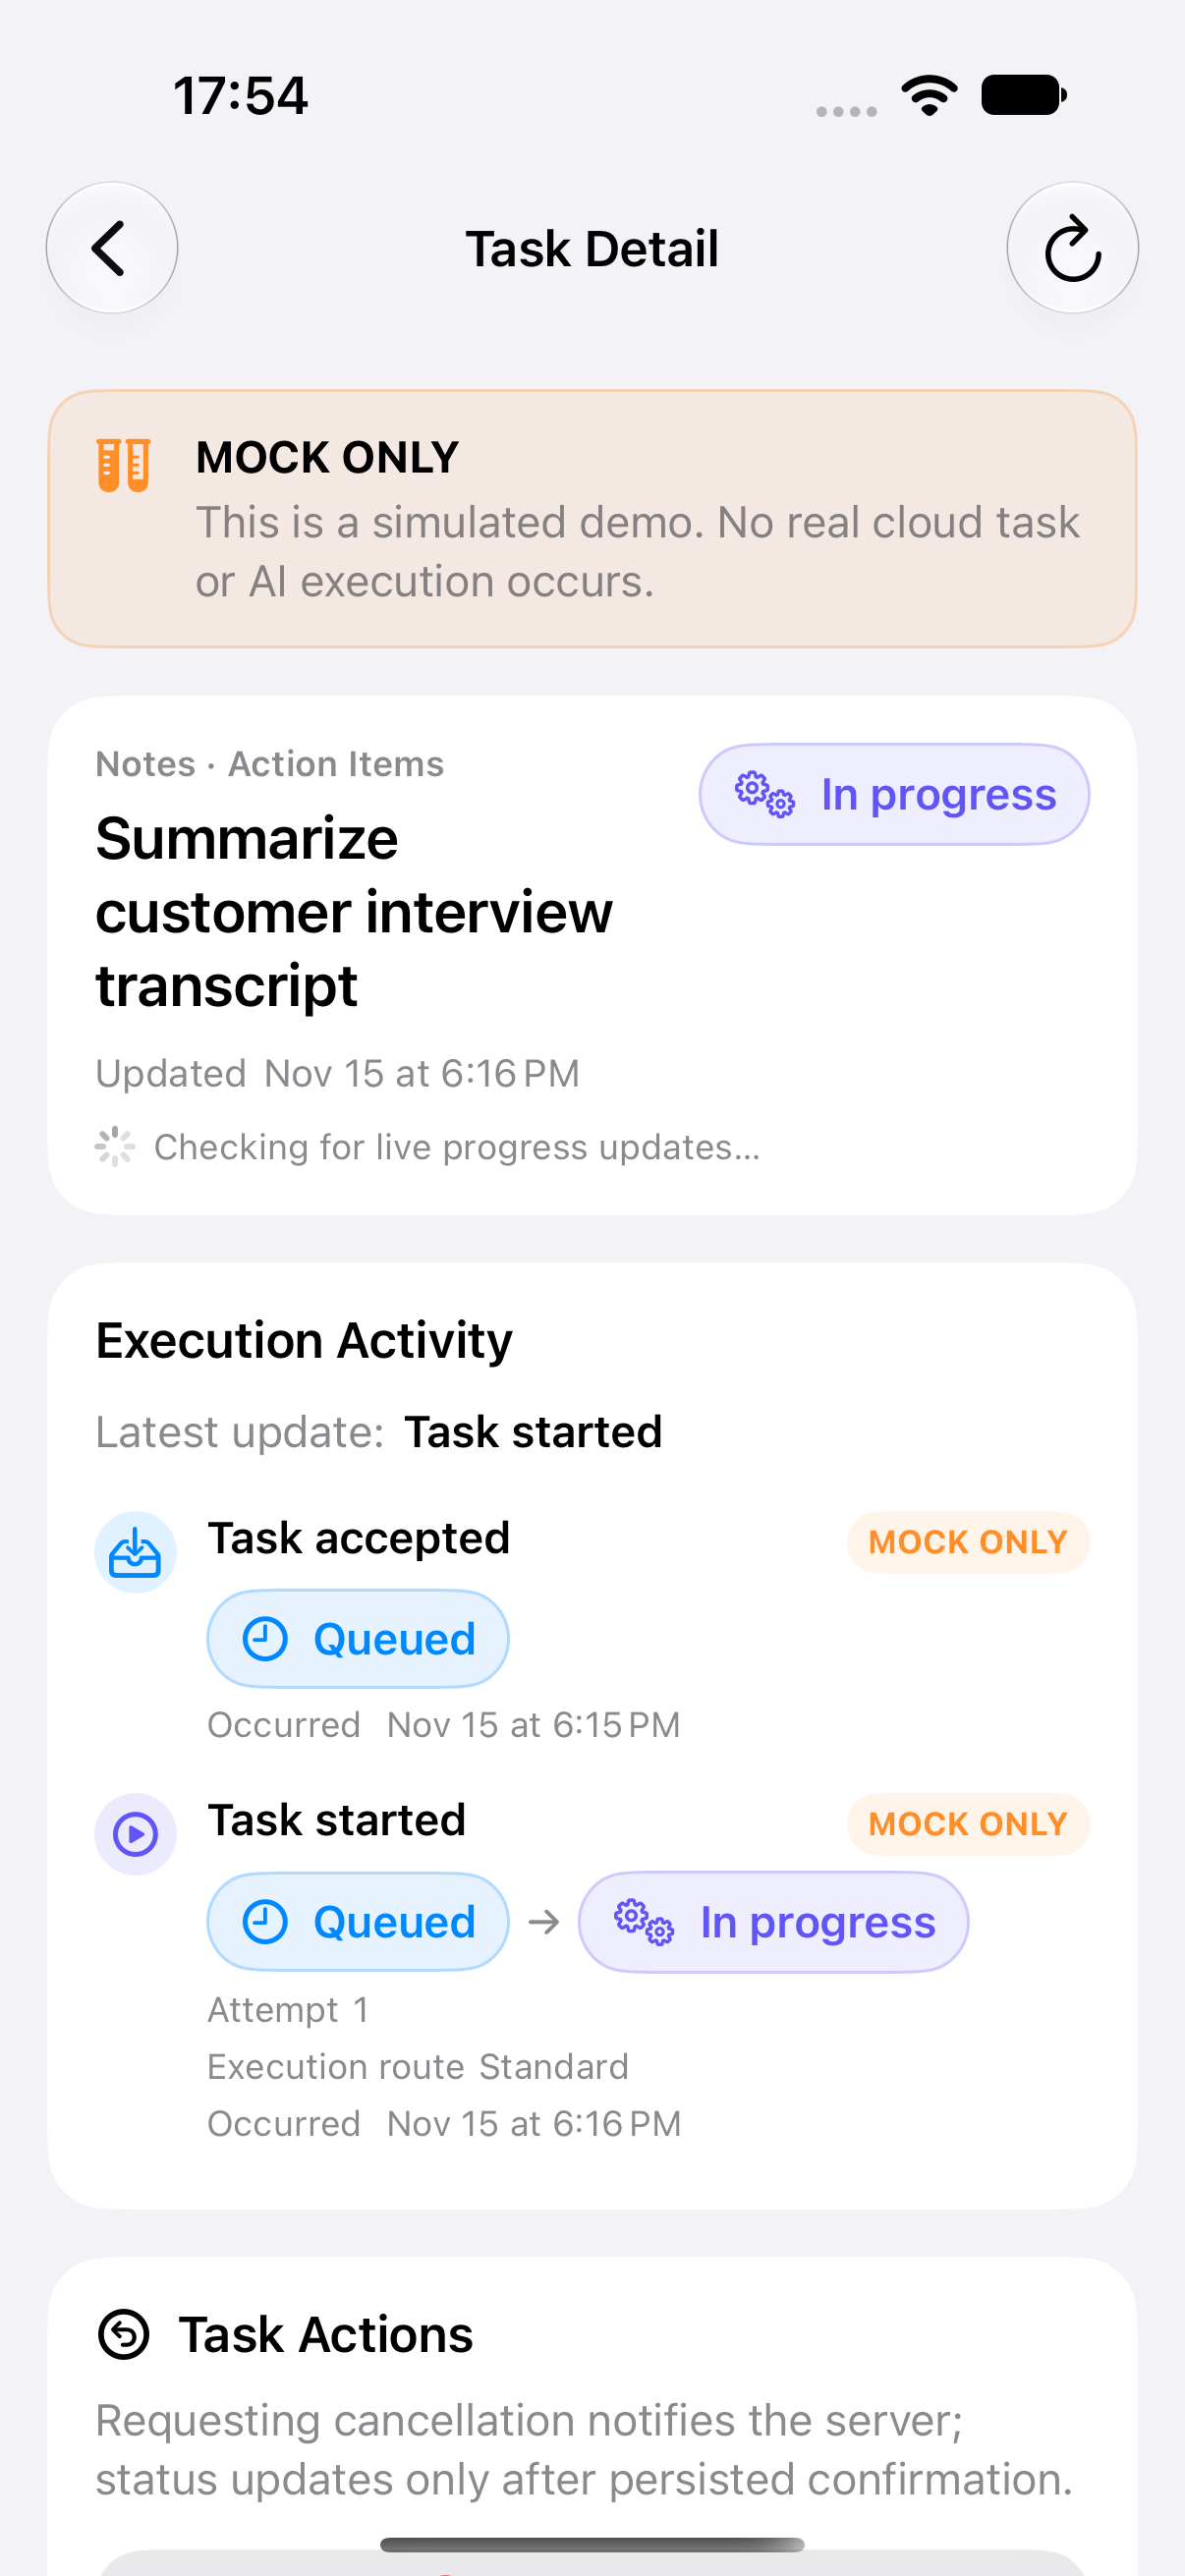 17:54
Task Detail
MOCK ONLY
This is a simulated demo. No real cloud task
or AI execution occurs.
Notes · Action Items
In progress
Summarize
customer interview
transcript
Updated Nov 15 at 6:16 PM
Checking for live progress updates...
Execution Activity
Latest update: Task started
Task accepted
MOCK ONLY
Queued
Occurred Nov 15 at 6:15 PM
Task started
MOCK ONLY
Queued → In progress
Attempt 1
Execution route Standard
Occurred Nov 15 at 6:16 PM
Task Actions
Requesting cancellation notifies the server;
status updates only after persisted confirmation.